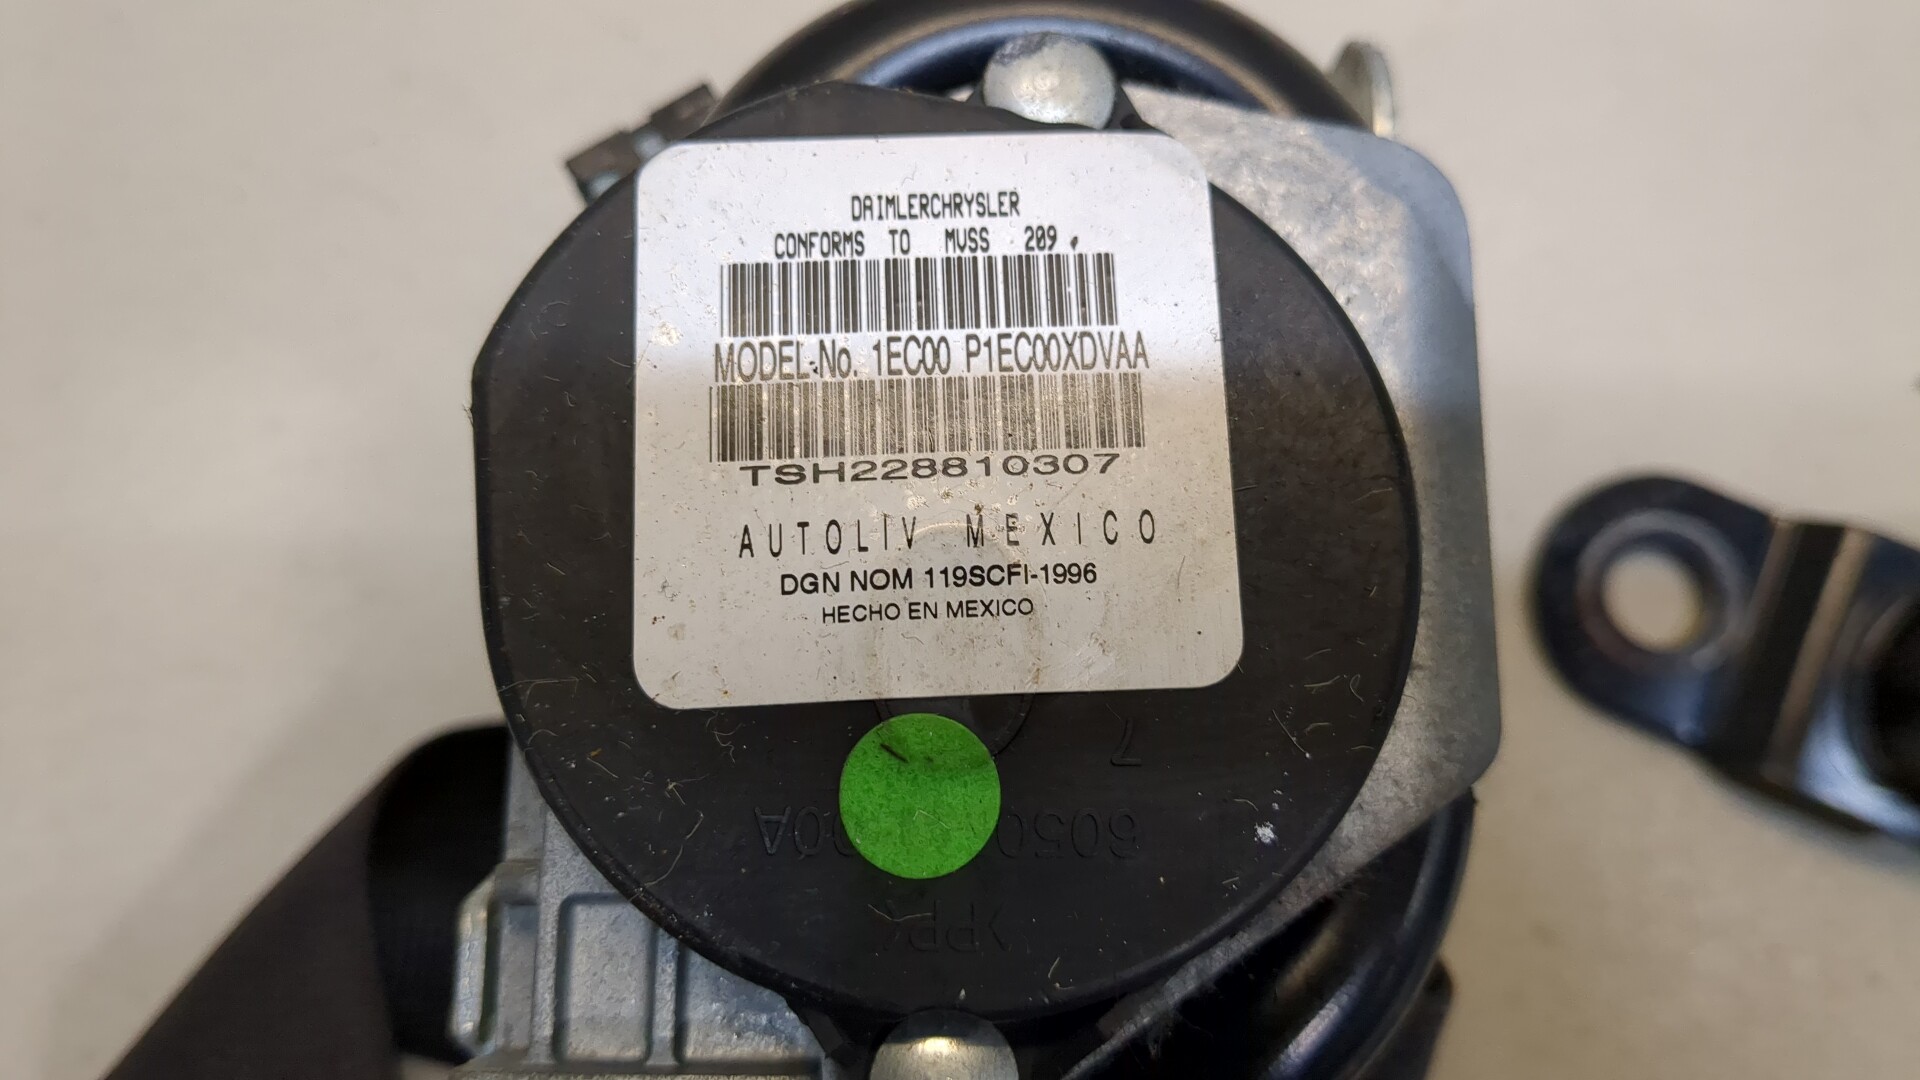 DAIMLERCHRYSLER
CONFORMS TO MVSS 209.
MODEL No. 1EC00 P1EC00XDVAA
TSH228810307
AUTOLIV MEXICO
DGN NOM 119SCFI-1996
HECHO EN MEXICO
7